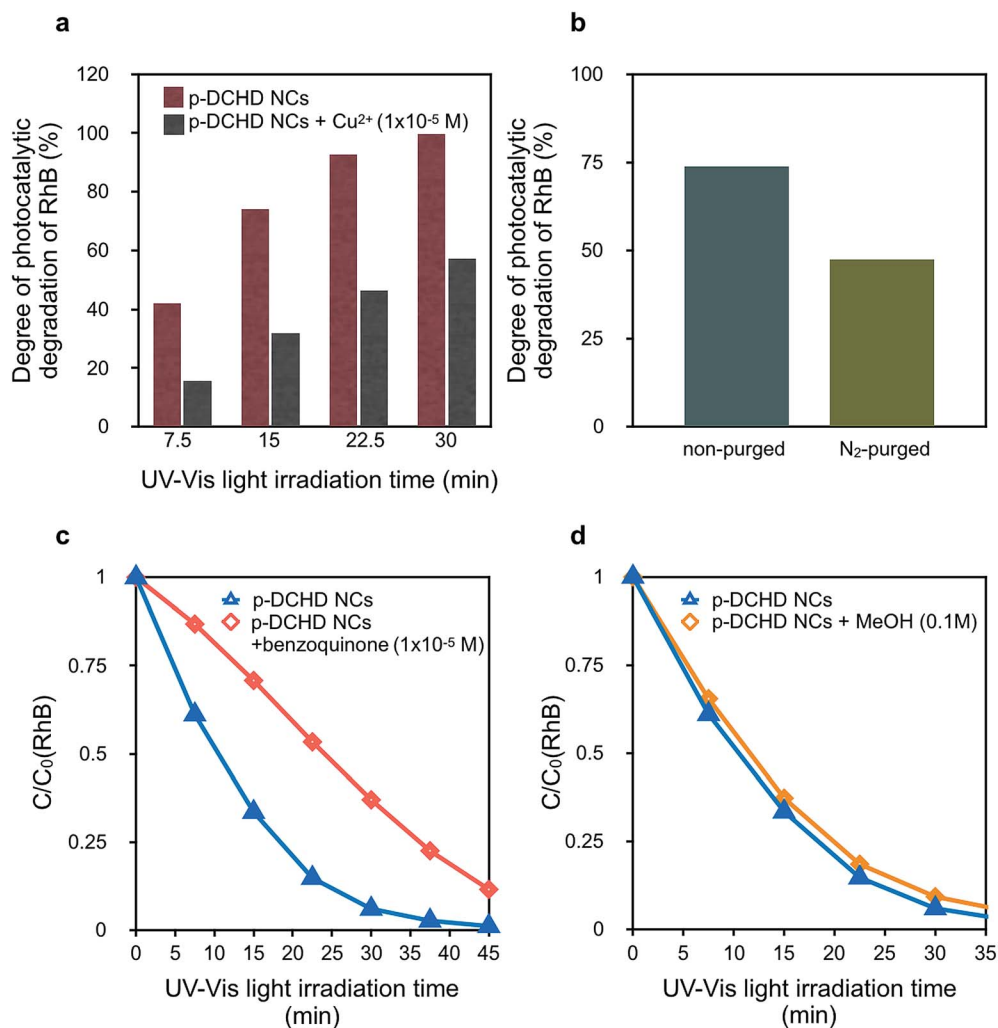 a
Degree of photocatalytic
degradation of RhB (%)
120
100
80
60
40
20
0
p-DCHD NCs
p-DCHD NCs + Cu²⁺ (1x10⁻⁵ M)
7.5 15 22.5 30
UV-Vis light irradiation time (min)
b
Degree of photocatalytic
degradation of RhB (%)
100
75
50
25
0
non-purged N₂-purged
c
C/C₀(RhB)
1
0.75
0.5
0.25
0
p-DCHD NCs
p-DCHD NCs
+benzoquinone (1x10⁻⁵ M)
0 5 10 15 20 25 30 35 40 45
UV-Vis light irradiation time
(min)
d
C/C₀(RhB)
1
0.75
0.5
0.25
0
p-DCHD NCs
p-DCHD NCs + MeOH (0.1M)
0 5 10 15 20 25 30 35
UV-Vis light irradiation time
(min)